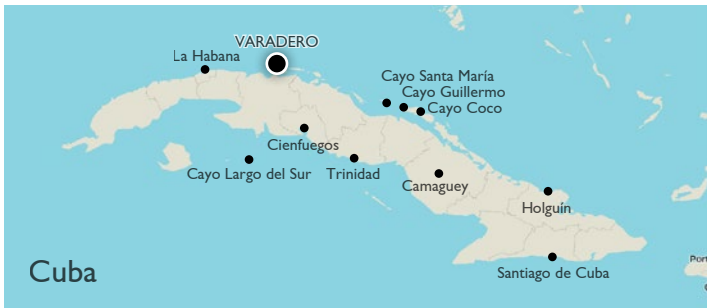 VARADERO
La Habana
Cayo Santa María
Cayo Guillermo
Cayo Coco
Cienfuegos
Cayo Largo del Sur
Trinidad
Camaguey
Holguín
Santiago de Cuba
Cuba
Port